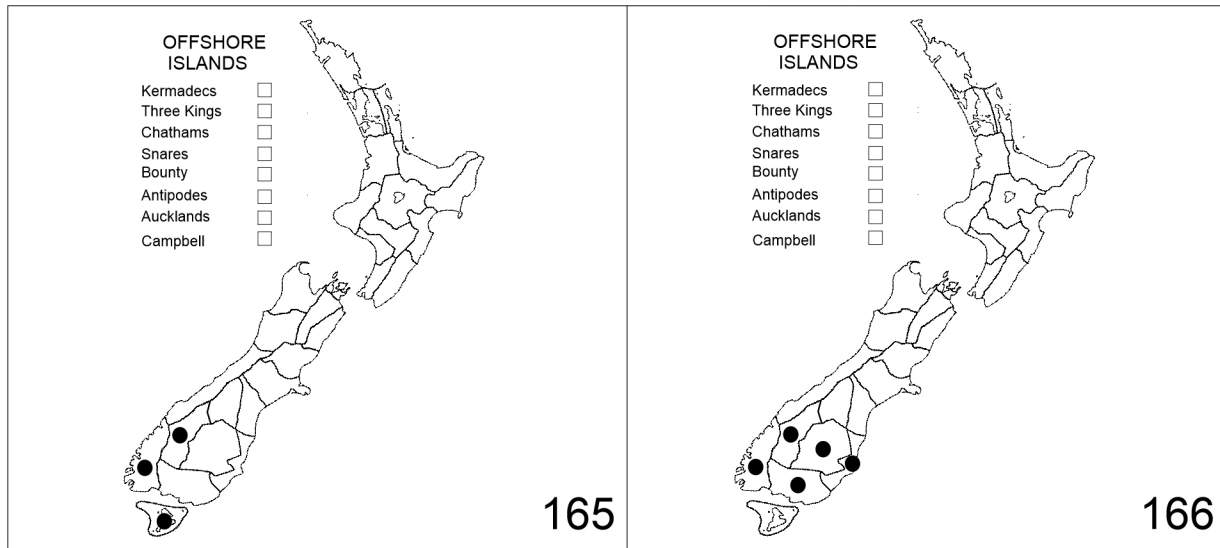 OFFSHORE
ISLANDS
Kermadecs
Three Kings
Chathams
Snares
Bounty
Antipodes
Aucklands
Campbell
165
OFFSHORE
ISLANDS
Kermadecs
Three Kings
Chathams
Snares
Bounty
Antipodes
Aucklands
Campbell
166